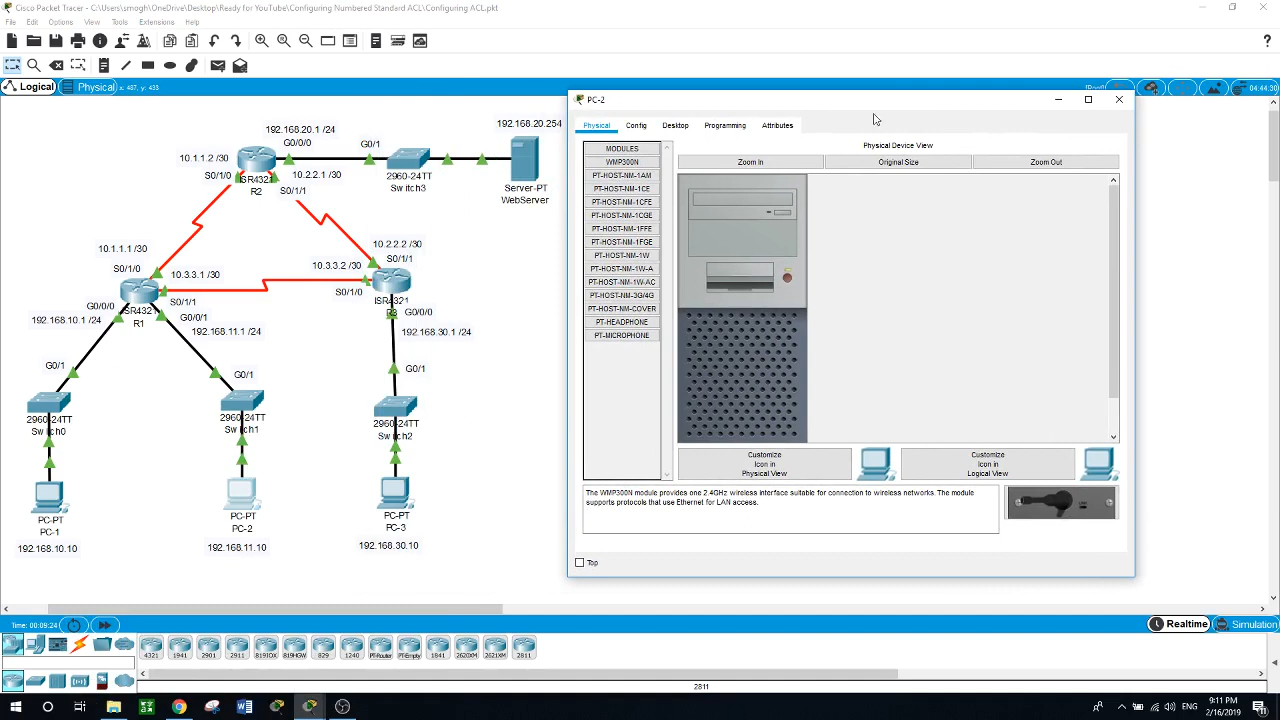 Cisco Packet Tracer - C:\Users\smogh\OneDrive\Desktop\Ready for YouTube\Configuring Numbered Standard ACL\Configuring ACL.pkt
File Edit Options View Tools Extensions Help
Logical Physical x: 487, y: 433 [Root] 04:44:30
192.168.20.1 /24
G0/0/0
10.1.1.2 /30
S0/1/0
ISR4321
R2
10.2.2.1 /30
S0/1/1
G0/1
2960-24TT
Switch3
192.168.20.254
Server-PT
WebServer
10.1.1.1 /30
S0/1/0
10.3.3.1 /30
S0/1/1
G0/0/0
ISR4321
R1
G0/0/1
192.168.10.1 /24
192.168.11.1 /24
10.2.2.2 /30
S0/1/1
10.3.3.2 /30
S0/1/0
ISR4321
R3
G0/0/0
192.168.30.1 /24
G0/1
2960-24TT
Switch0
G0/1
2960-24TT
Switch1
G0/1
2960-24TT
Switch2
PC-PT
PC-1
192.168.10.10
PC-PT
PC-2
192.168.11.10
PC-PT
PC-3
192.168.30.10
PC-2
Physical Config Desktop Programming Attributes
MODULES
WMP300N
PT-HOST-NM-1AM
PT-HOST-NM-1CE
PT-HOST-NM-1CFE
PT-HOST-NM-1CGE
PT-HOST-NM-1FFE
PT-HOST-NM-1FGE
PT-HOST-NM-1W
PT-HOST-NM-1W-A
PT-HOST-NM-1W-AC
PT-HOST-NM-3G/4G
PT-HOST-NM-COVER
PT-HEADPHONE
PT-MICROPHONE
Physical Device View
Zoom In Original Size Zoom Out
Customize
Icon in
Physical View
Customize
Icon in
Logical View
The WMP300N module provides one 2.4GHz wireless interface suitable for connection to wireless networks. The module
supports protocols that use Ethernet for LAN access.
Top
Time: 00:09:24 Realtime Simulation
4321 1941 2901 2911 819IOX 819HGW 829 1240 PT-Router PT-Empty 1841 2620XM 2621XM 2811
2811
ENG
9:11 PM
2/16/2019